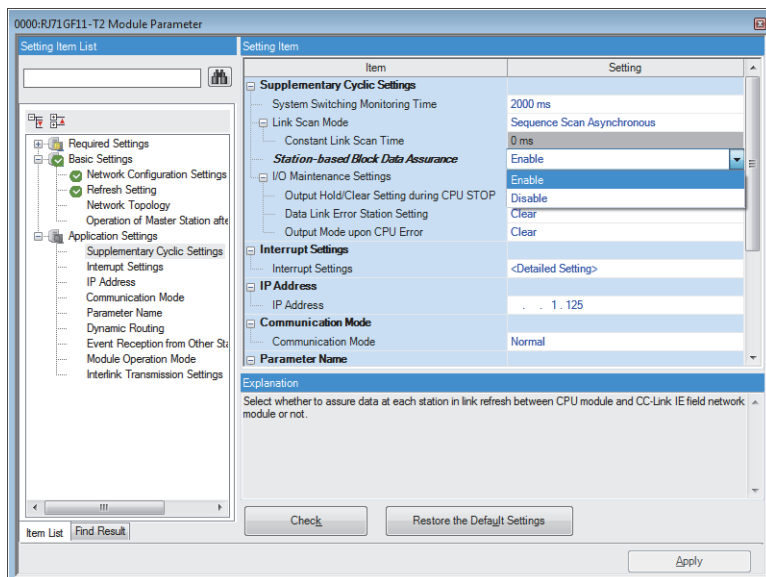 0000:RJ71GF11-T2 Module Parameter
Setting Item List
Required Settings
Basic Settings
Network Configuration Settings
Refresh Setting
Network Topology
Operation of Master Station afte
Application Settings
Supplementary Cyclic Settings
Interrupt Settings
IP Address
Communication Mode
Parameter Name
Dynamic Routing
Event Reception from Other Sta
Module Operation Mode
Interlink Transmission Settings
Item List Find Result
Setting Item
Item Setting
Supplementary Cyclic Settings
System Switching Monitoring Time 2000 ms
Link Scan Mode Sequence Scan Asynchronous
Constant Link Scan Time 0 ms
Station-based Block Data Assurance Enable
Enable
Disable
I/O Maintenance Settings
Output Hold/Clear Setting during CPU STOP
Data Link Error Station Setting Clear
Output Mode upon CPU Error Clear
Interrupt Settings
Interrupt Settings <Detailed Setting>
IP Address
IP Address . . 1 . 125
Communication Mode
Communication Mode Normal
Parameter Name
Explanation
Select whether to assure data at each station in link refresh between CPU module and CC-Link IE field network
module or not.
Check Restore the Default Settings
Apply